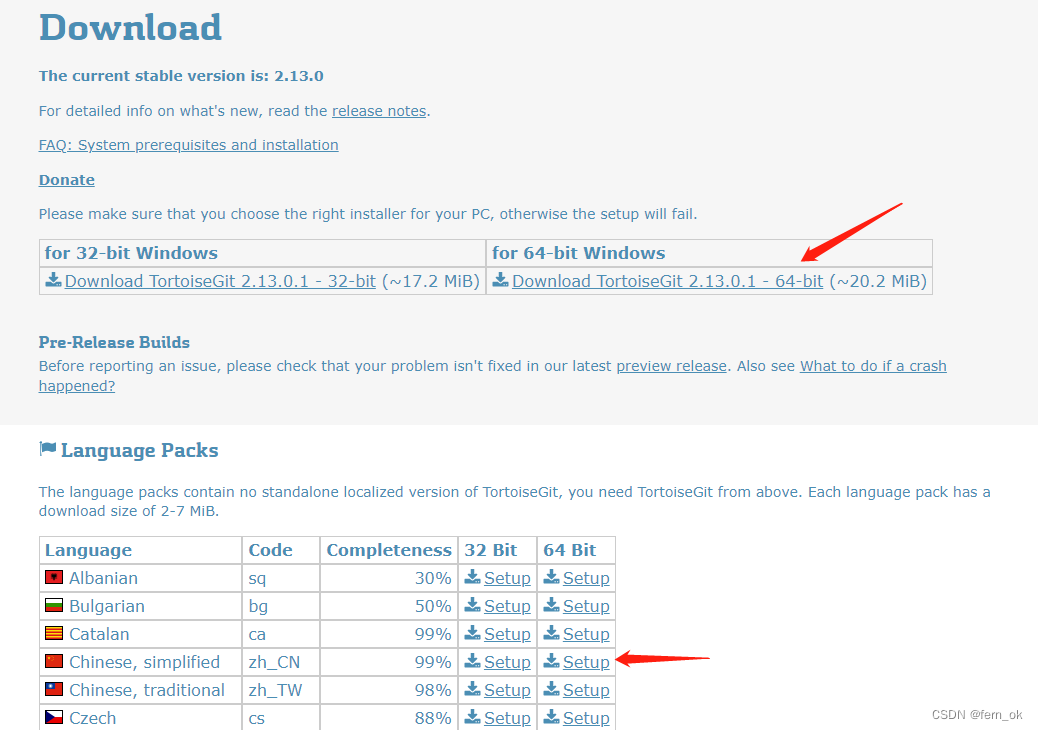 Download
The current stable version is: 2.13.0
For detailed info on what's new, read the release notes.
FAQ: System prerequisites and installation
Donate
Please make sure that you choose the right installer for your PC, otherwise the setup will fail.
for 32-bit Windows for 64-bit Windows
Download TortoiseGit 2.13.0.1 - 32-bit (~17.2 MiB) Download TortoiseGit 2.13.0.1 - 64-bit (~20.2 MiB)
Pre-Release Builds
Before reporting an issue, please check that your problem isn't fixed in our latest preview release. Also see What to do if a crash
happened?
Language Packs
The language packs contain no standalone localized version of TortoiseGit, you need TortoiseGit from above. Each language pack has a
download size of 2-7 MiB.
Language Code Completeness 32 Bit 64 Bit
Albanian sq 30% Setup Setup
Bulgarian bg 50% Setup Setup
Catalan ca 99% Setup Setup
Chinese, simplified zh_CN 99% Setup Setup
Chinese, traditional zh_TW 98% Setup Setup
Czech cs 88% Setup Setup
CSDN @fern_ok